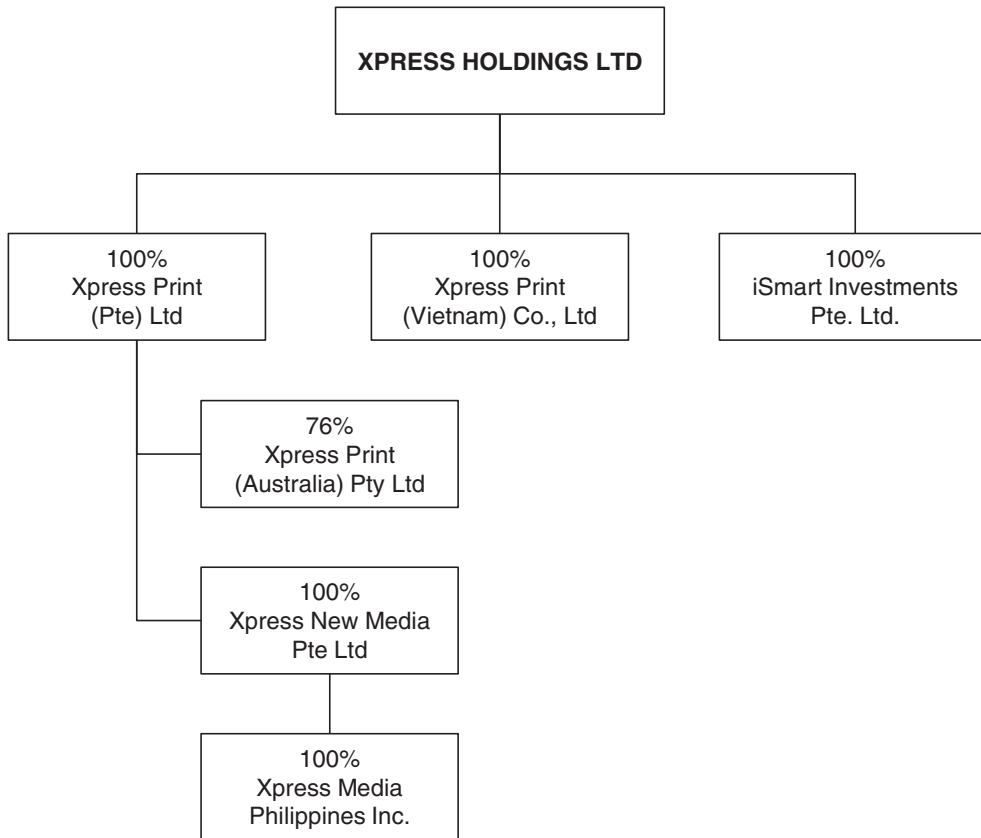 XPRESS HOLDINGS LTD
100%
Xpress Print
(Pte) Ltd
100%
Xpress Print
(Vietnam) Co., Ltd
100%
iSmart Investments
Pte. Ltd.
76%
Xpress Print
(Australia) Pty Ltd
100%
Xpress New Media
Pte Ltd
100%
Xpress Media
Philippines Inc.